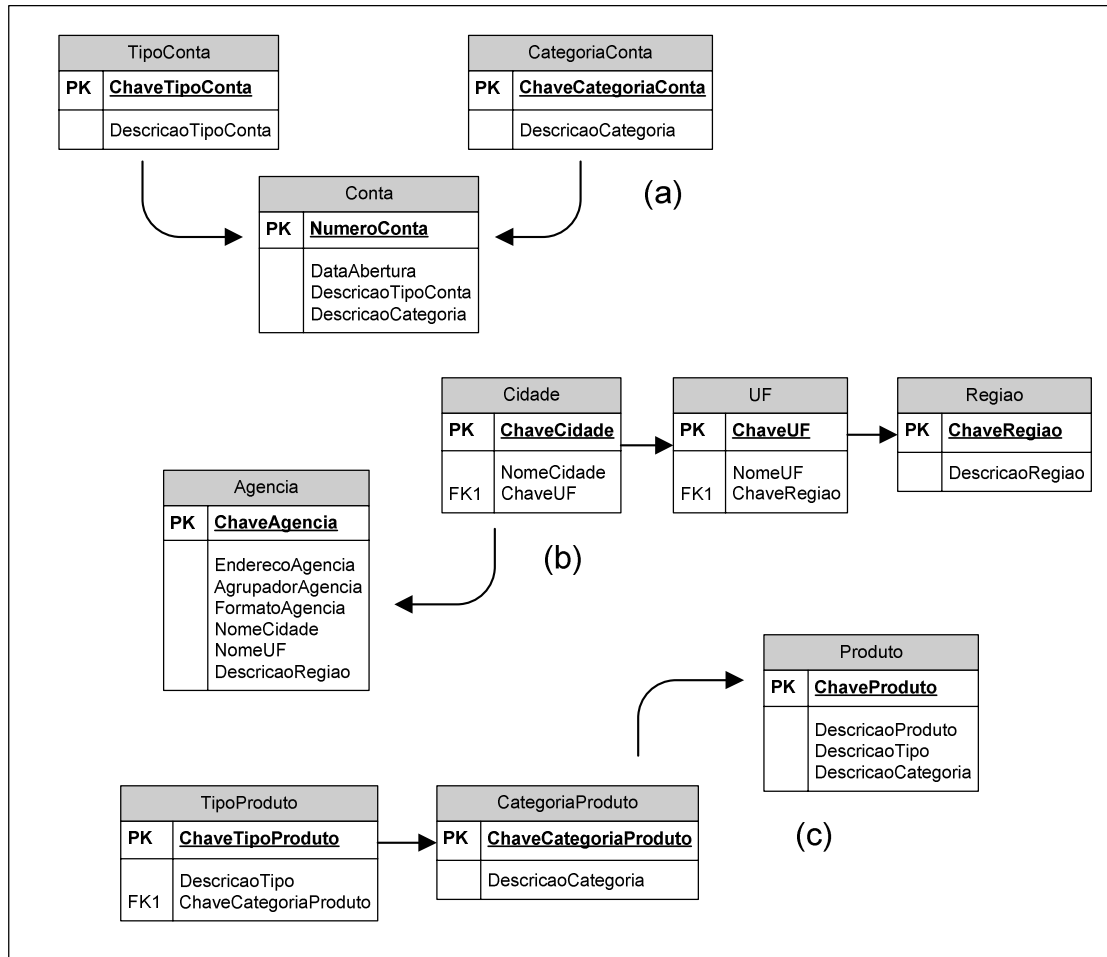 TipoConta
PK ChaveTipoConta
DescricaoTipoConta
CategoriaConta
PK ChaveCategoriaConta
DescricaoCategoria
(a)
Conta
PK NumeroConta
DataAbertura
DescricaoTipoConta
DescricaoCategoria
Cidade
PK ChaveCidade
NomeCidade
FK1 ChaveUF
UF
PK ChaveUF
NomeUF
FK1 ChaveRegiao
Regiao
PK ChaveRegiao
DescricaoRegiao
(b)
Agencia
PK ChaveAgencia
EnderecoAgencia
AgrupadorAgencia
FormatoAgencia
NomeCidade
NomeUF
DescricaoRegiao
Produto
PK ChaveProduto
DescricaoProduto
DescricaoTipo
DescricaoCategoria
(c)
TipoProduto
PK ChaveTipoProduto
DescricaoTipo
FK1 ChaveCategoriaProduto
CategoriaProduto
PK ChaveCategoriaProduto
DescricaoCategoria